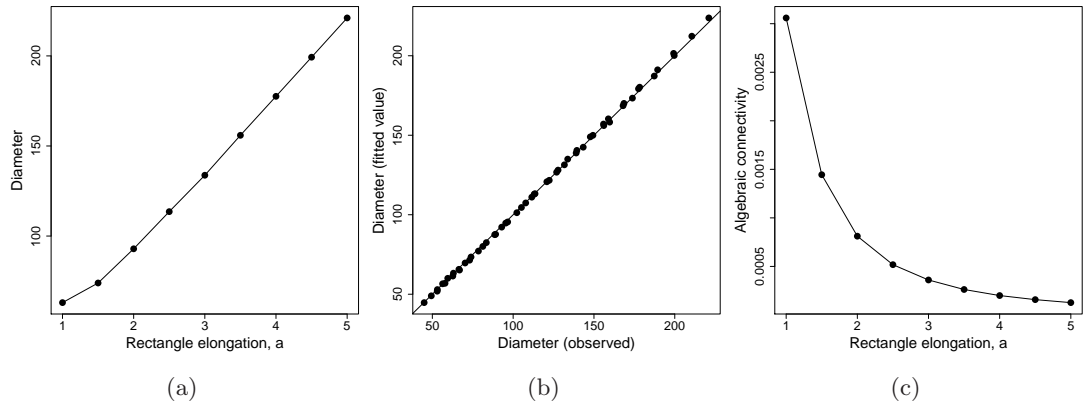 Diameter
200
150
100
1 2 3 4 5
Rectangle elongation, a
(a)
Diameter (fitted value)
200
150
100
50
50 100 150 200
Diameter (observed)
(b)
Algebraic connectivity
0.0025
0.0015
0.0005
1 2 3 4 5
Rectangle elongation, a
(c)